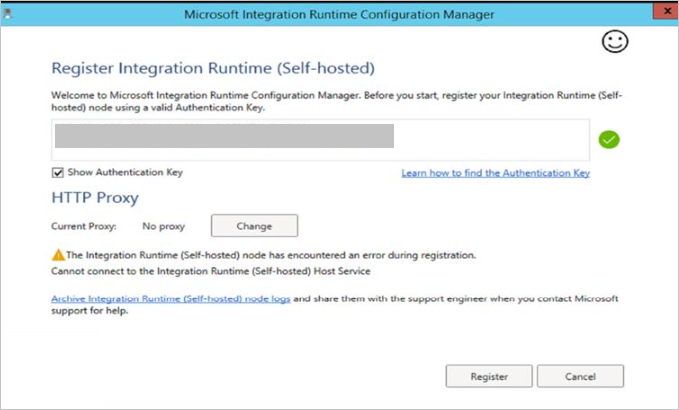 Microsoft Integration Runtime Configuration Manager
Register Integration Runtime (Self-hosted)
Welcome to Microsoft Integration Runtime Configuration Manager. Before you start, register your Integration Runtime (Self-
hosted) node using a valid Authentication Key.
Show Authentication Key
Learn how to find the Authentication Key
HTTP Proxy
Current Proxy: No proxy Change
The Integration Runtime (Self-hosted) node has encountered an error during registration.
Cannot connect to the Integration Runtime (Self-hosted) Host Service
Archive Integration Runtime (Self-hosted) node logs and share them with the support engineer when you contact Microsoft
support for help.
Register Cancel